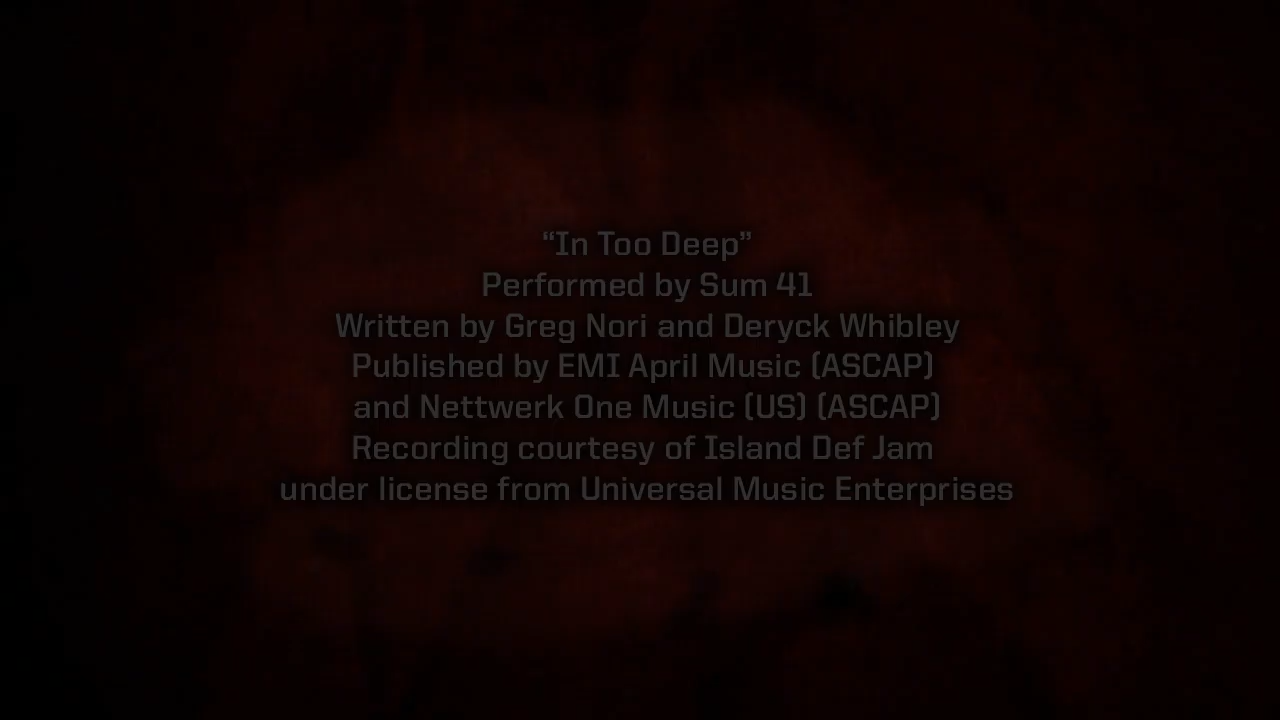 “In Too Deep”
Performed by Sum 41
Written by Greg Nori and Deryck Whibley
Published by EMI April Music (ASCAP)
and Nettwerk One Music (US) (ASCAP)
Recording courtesy of Island Def Jam
under license from Universal Music Enterprises